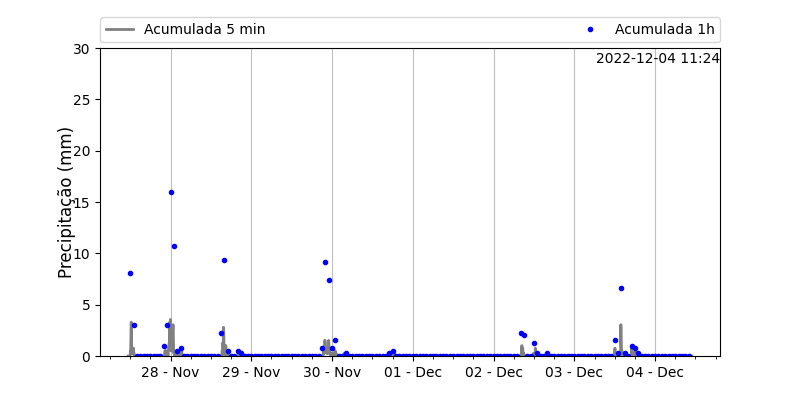 Acumulada 5 min
Acumulada 1h
2022-12-04 11:24
Precipitação (mm)
30
25
20
15
10
5
0
28 - Nov
29 - Nov
30 - Nov
01 - Dec
02 - Dec
03 - Dec
04 - Dec